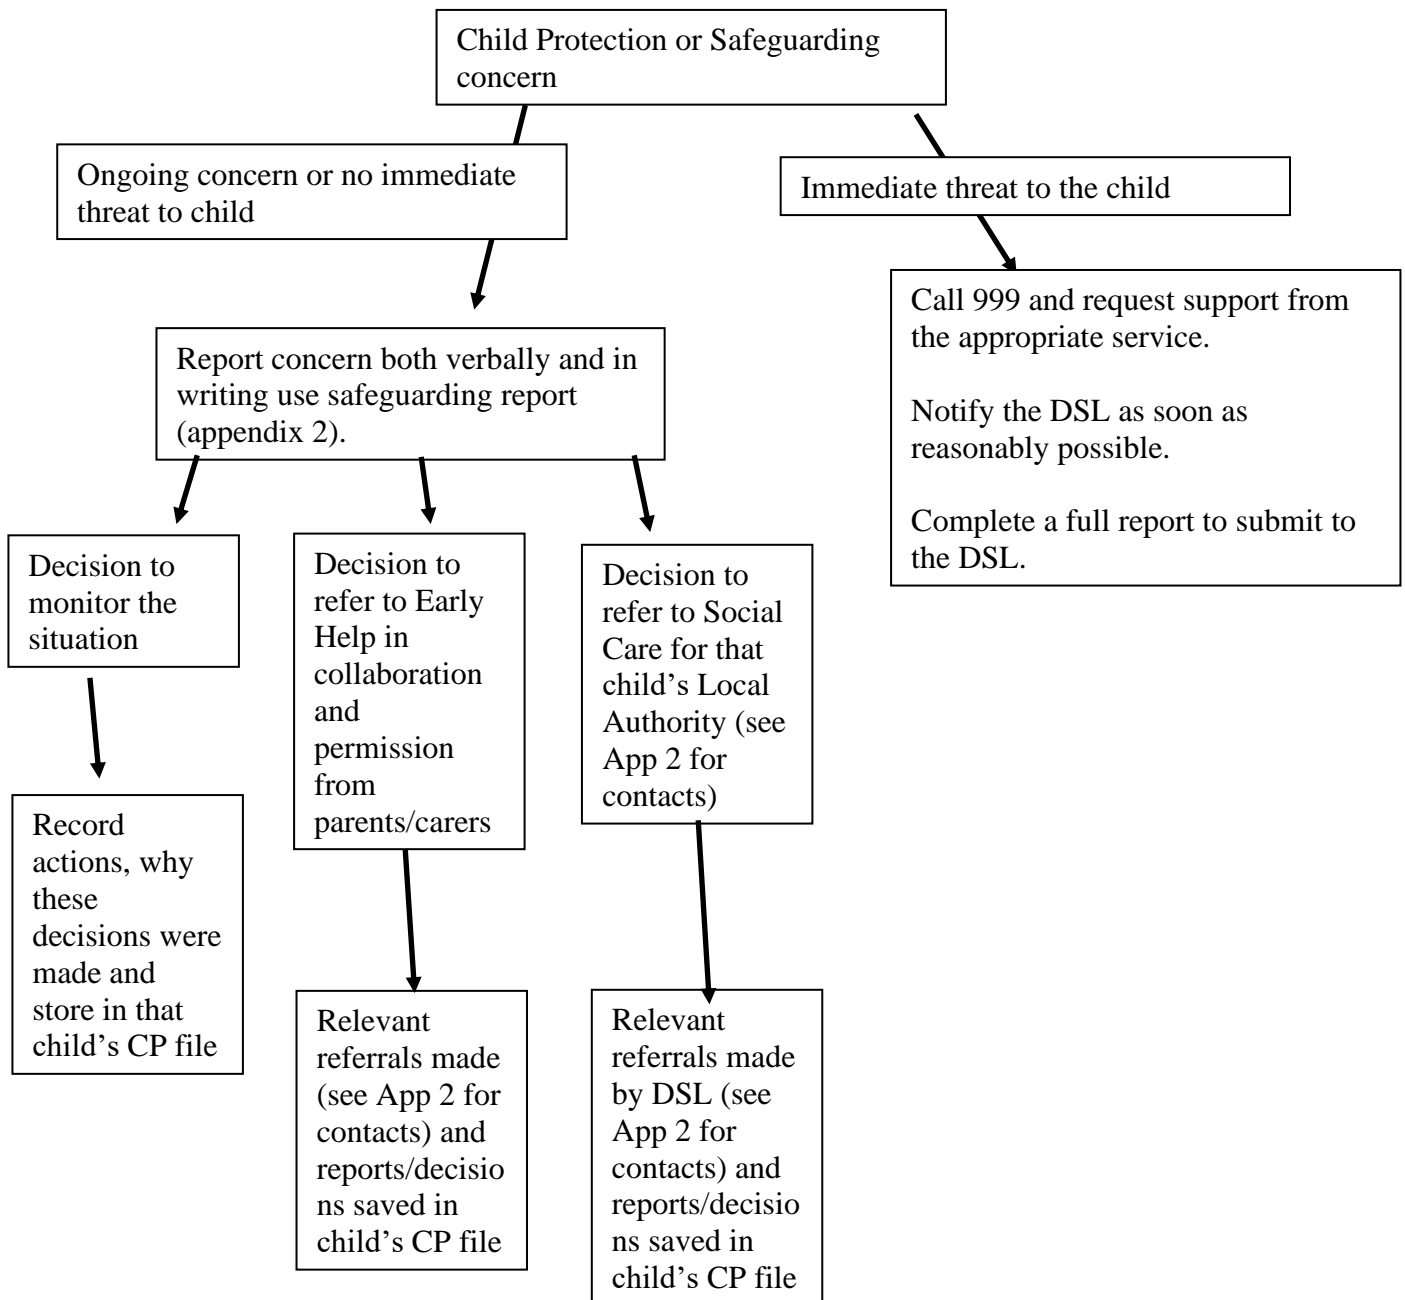 Child Protection or Safeguarding
concern
Ongoing concern or no immediate
threat to child
Immediate threat to the child
Call 999 and request support from
the appropriate service.
Notify the DSL as soon as
reasonably possible.
Complete a full report to submit to
the DSL.
Report concern both verbally and in
writing use safeguarding report
(appendix 2).
Decision to
monitor the
situation
Decision to
refer to Early
Help in
collaboration
and
permission
from
parents/carers
Decision to
refer to Social
Care for that
child’s Local
Authority (see
App 2 for
contacts)
Record
actions, why
these
decisions were
made and
store in that
child’s CP file
Relevant
referrals made
(see App 2 for
contacts) and
reports/decisio
ns saved in
child’s CP file
Relevant
referrals made
by DSL (see
App 2 for
contacts) and
reports/decisio
ns saved in
child’s CP file